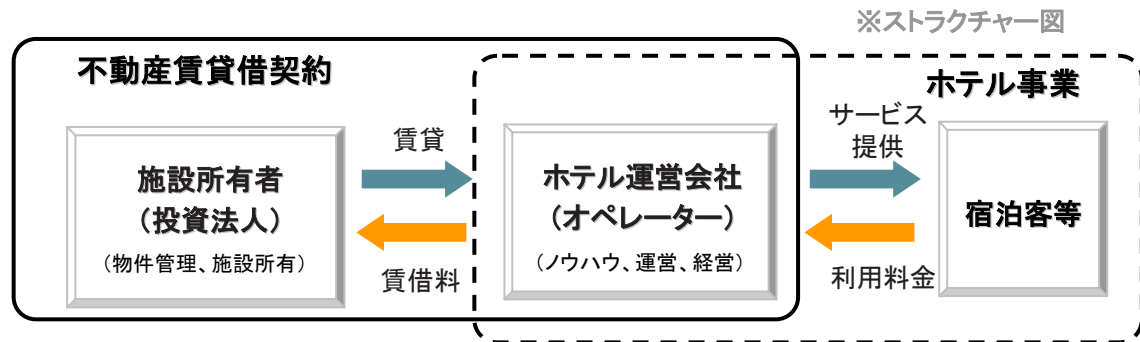 ※ストラクチャー図
不動産賃貸借契約
ホテル事業
施設所有者
(投資法人)
(物件管理、施設所有)
賃貸
賃借料
ホテル運営会社
(オペレーター)
(ノウハウ、運営、経営)
サービス
提供
利用料金
宿泊客等